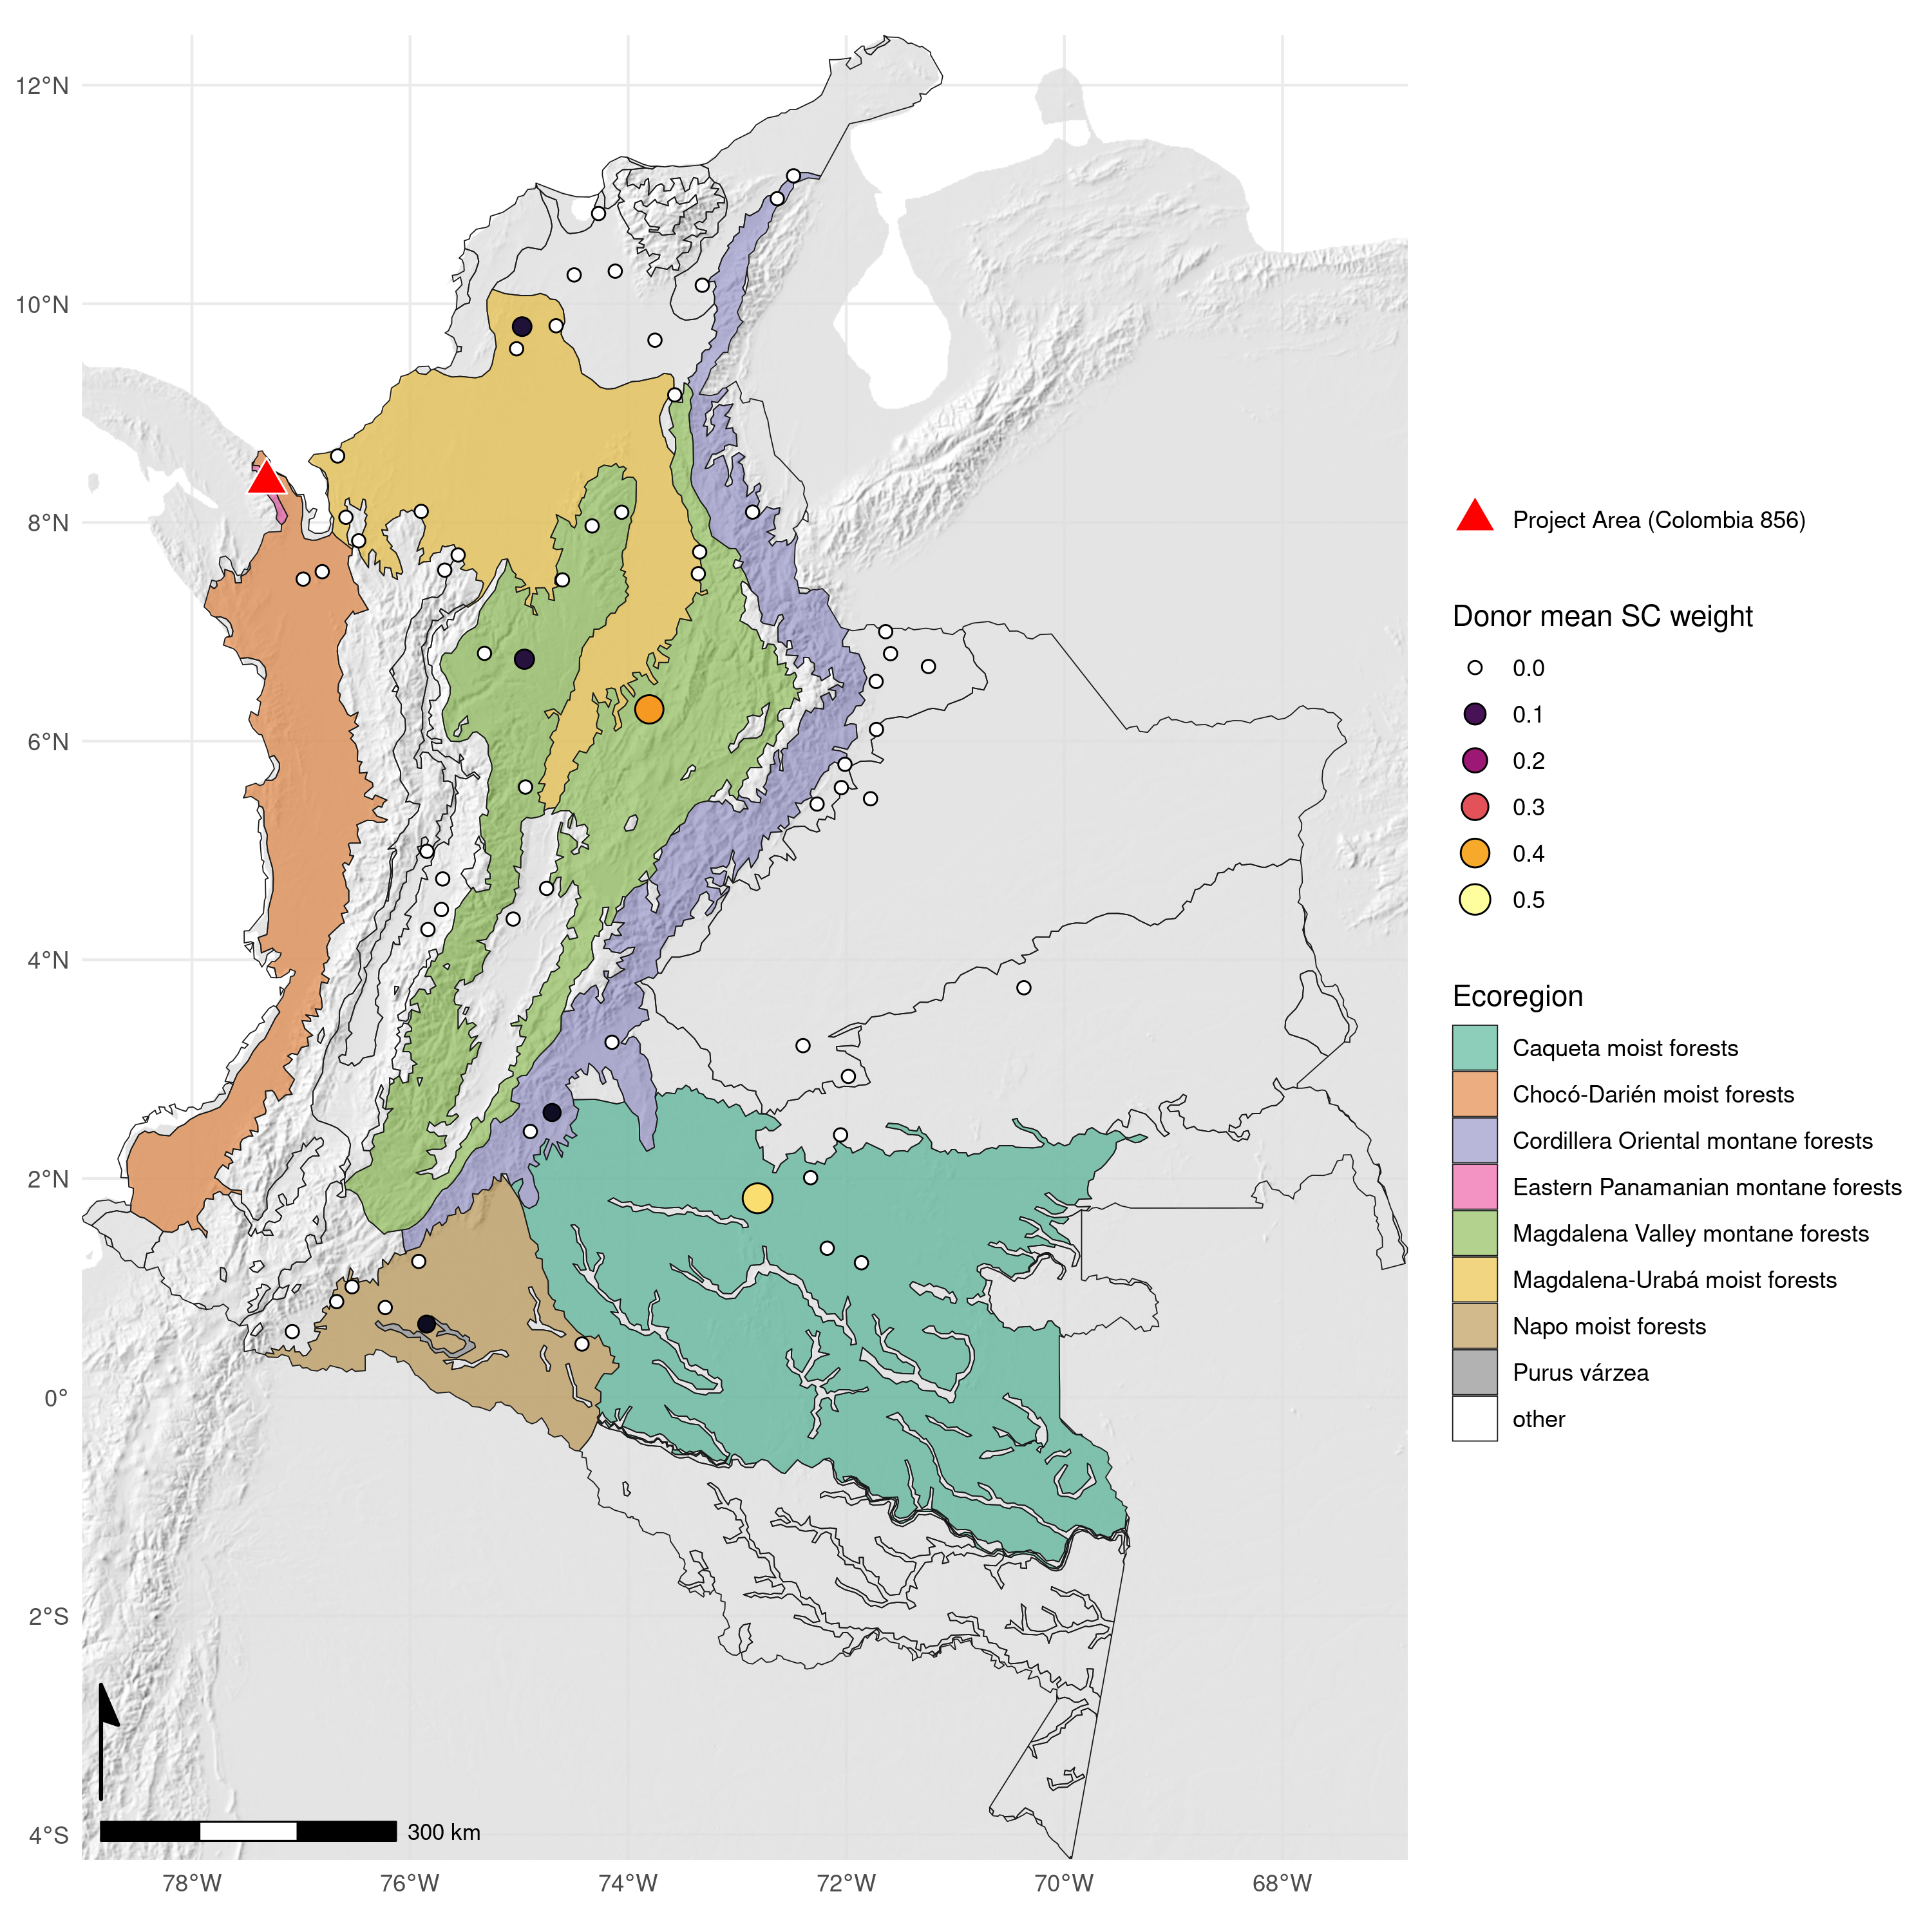 12°N
10°N
8°N
6°N
4°N
2°N
0°
2°S
4°S
78°W
76°W
74°W
72°W
70°W
68°W
300 km
Project Area (Colombia 856)
Donor mean SC weight
0.0
0.1
0.2
0.3
0.4
0.5
Ecoregion
Caqueta moist forests
Chocó-Darién moist forests
Cordillera Oriental montane forests
Eastern Panamanian montane forests
Magdalena Valley montane forests
Magdalena-Urabá moist forests
Napo moist forests
Purus várzea
other